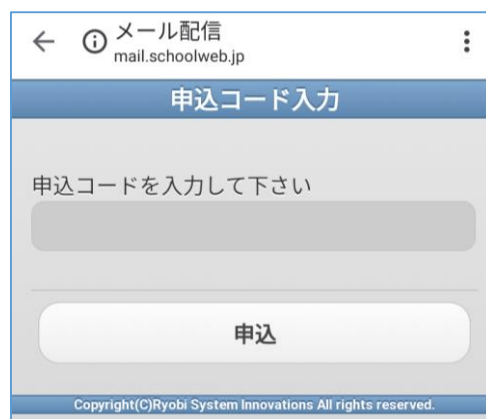 メール配信
mail.schoolweb.jp
申込コード入力
申込コードを入力して下さい
申込
Copyright(C)Ryobi System Innovations All rights reserved.